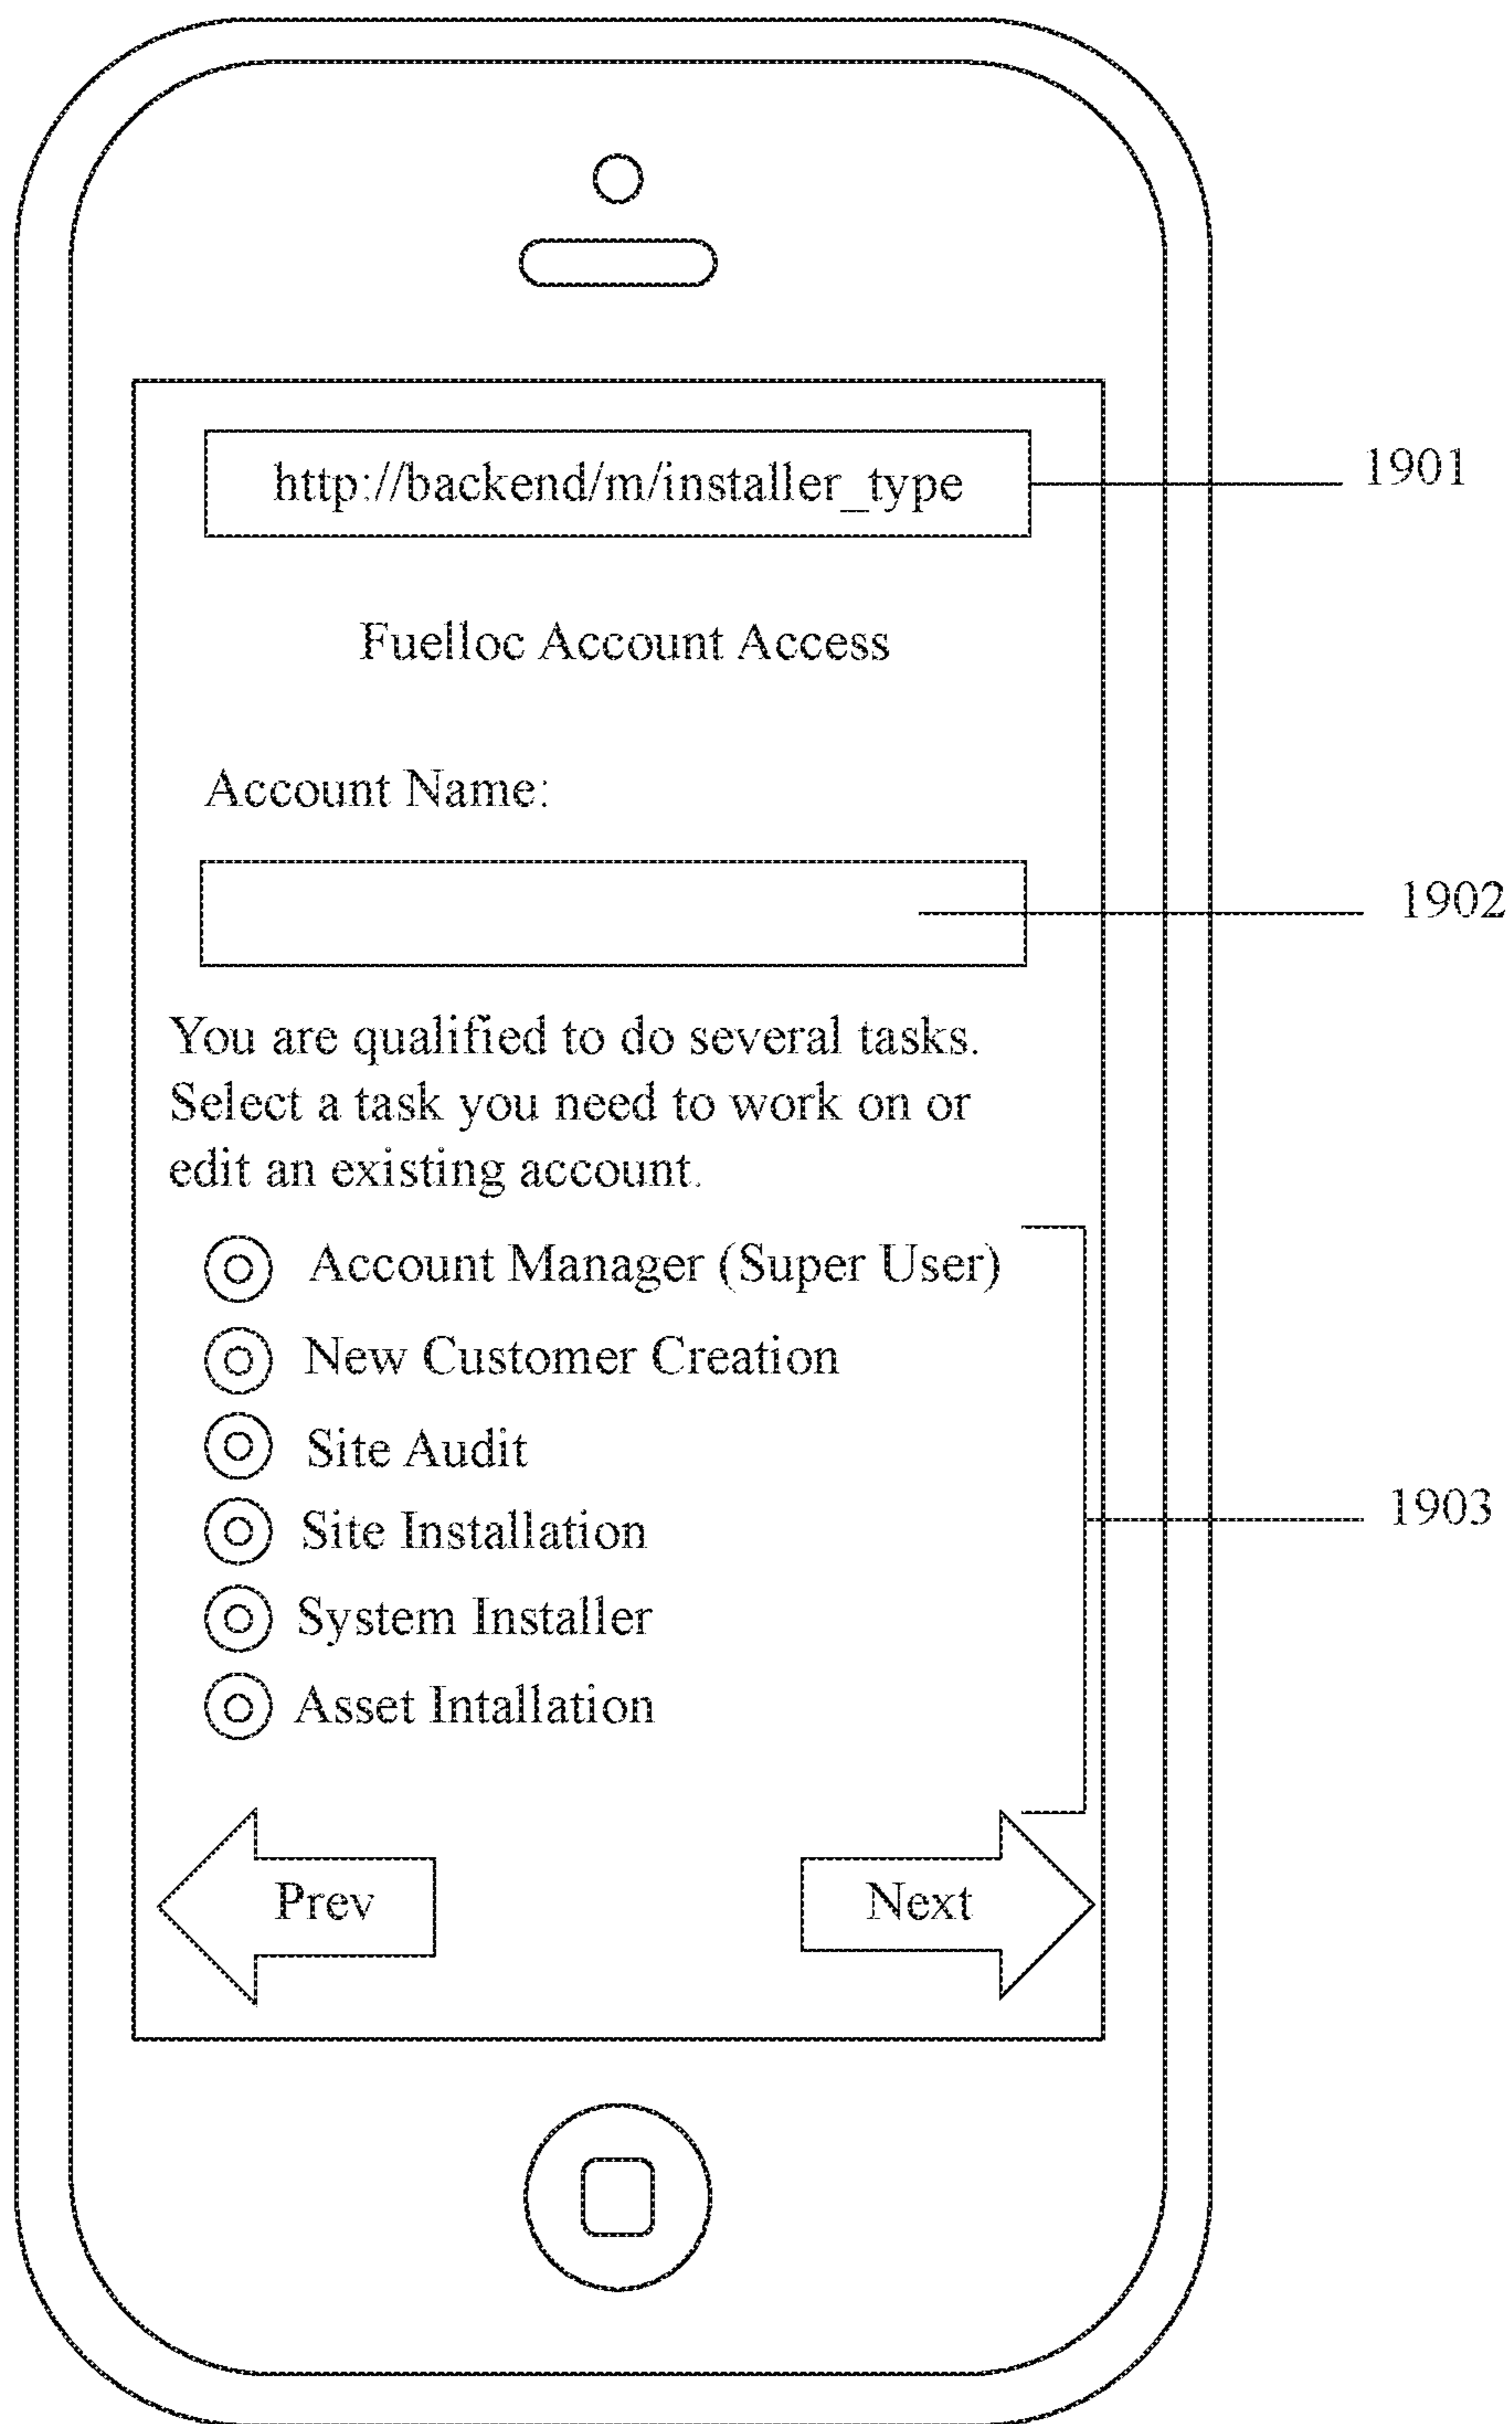 http://backend/m/installer_type
1901
Fuelloc Account Access
Account Name:
1902
You are qualified to do several tasks.
Select a task you need to work on or
edit an existing account.
Account Manager (Super User)
New Customer Creation
Site Audit
Site Installation
1903
System Installer
Asset Intallation
Prev
Next